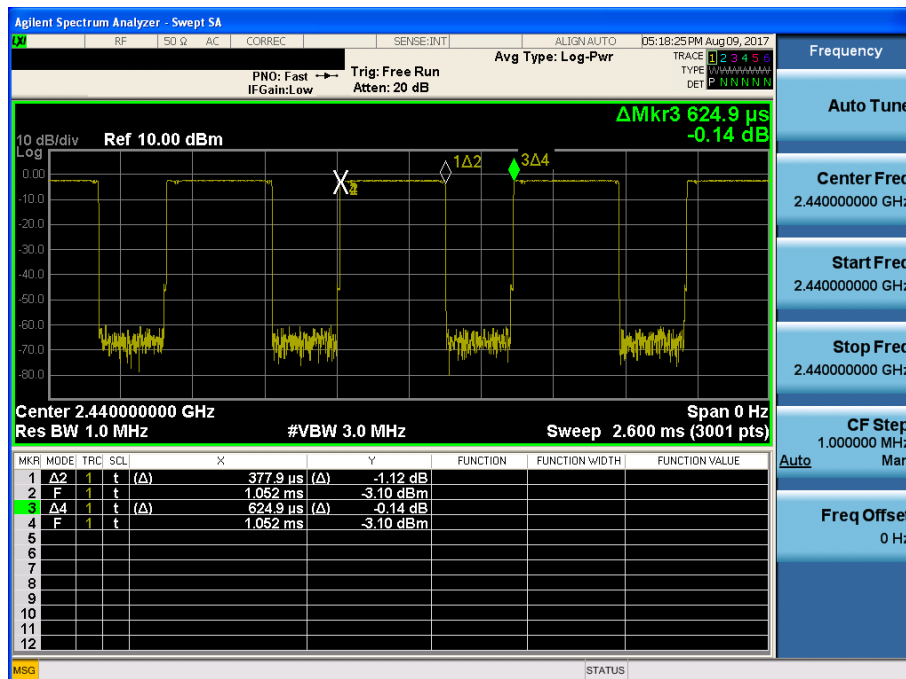 Agilent Spectrum Analyzer - Swept SA
LXI RF 50 Ω AC CORREC SENSE:INT ALIGN AUTO 05:18:25 PM Aug 09, 2017
Frequency
PNO: Fast Trig: Free Run Avg Type: Log-Pwr TRACE 1 2 3 4 5 6
IFGain:Low Atten: 20 dB TYPE WWWWWW
DET P N N N N N
Auto Tune
ΔMkr3 624.9 µs
-0.14 dB
10 dB/div Ref 10.00 dBm
Log
1Δ2 3Δ4
0.00
-10.0
-20.0
-30.0
-40.0
-50.0
-60.0
-70.0
-80.0
Center Freq
2.440000000 GHz
Start Freq
2.440000000 GHz
Stop Freq
2.440000000 GHz
Center 2.440000000 GHz Span 0 Hz
Res BW 1.0 MHz #VBW 3.0 MHz Sweep 2.600 ms (3001 pts)
CF Step
1.000000 MHz
Auto Man
MKR MODE TRC SCL X Y FUNCTION FUNCTION WIDTH FUNCTION VALUE
1 Δ2 1 t (Δ) 377.9 µs (Δ) -1.12 dB
2 F 1 t 1.052 ms -3.10 dBm
3 Δ4 1 t (Δ) 624.9 µs (Δ) -0.14 dB
4 F 1 t 1.052 ms -3.10 dBm
5
6
7
8
9
10
11
12
Freq Offset
0 Hz
MSG STATUS